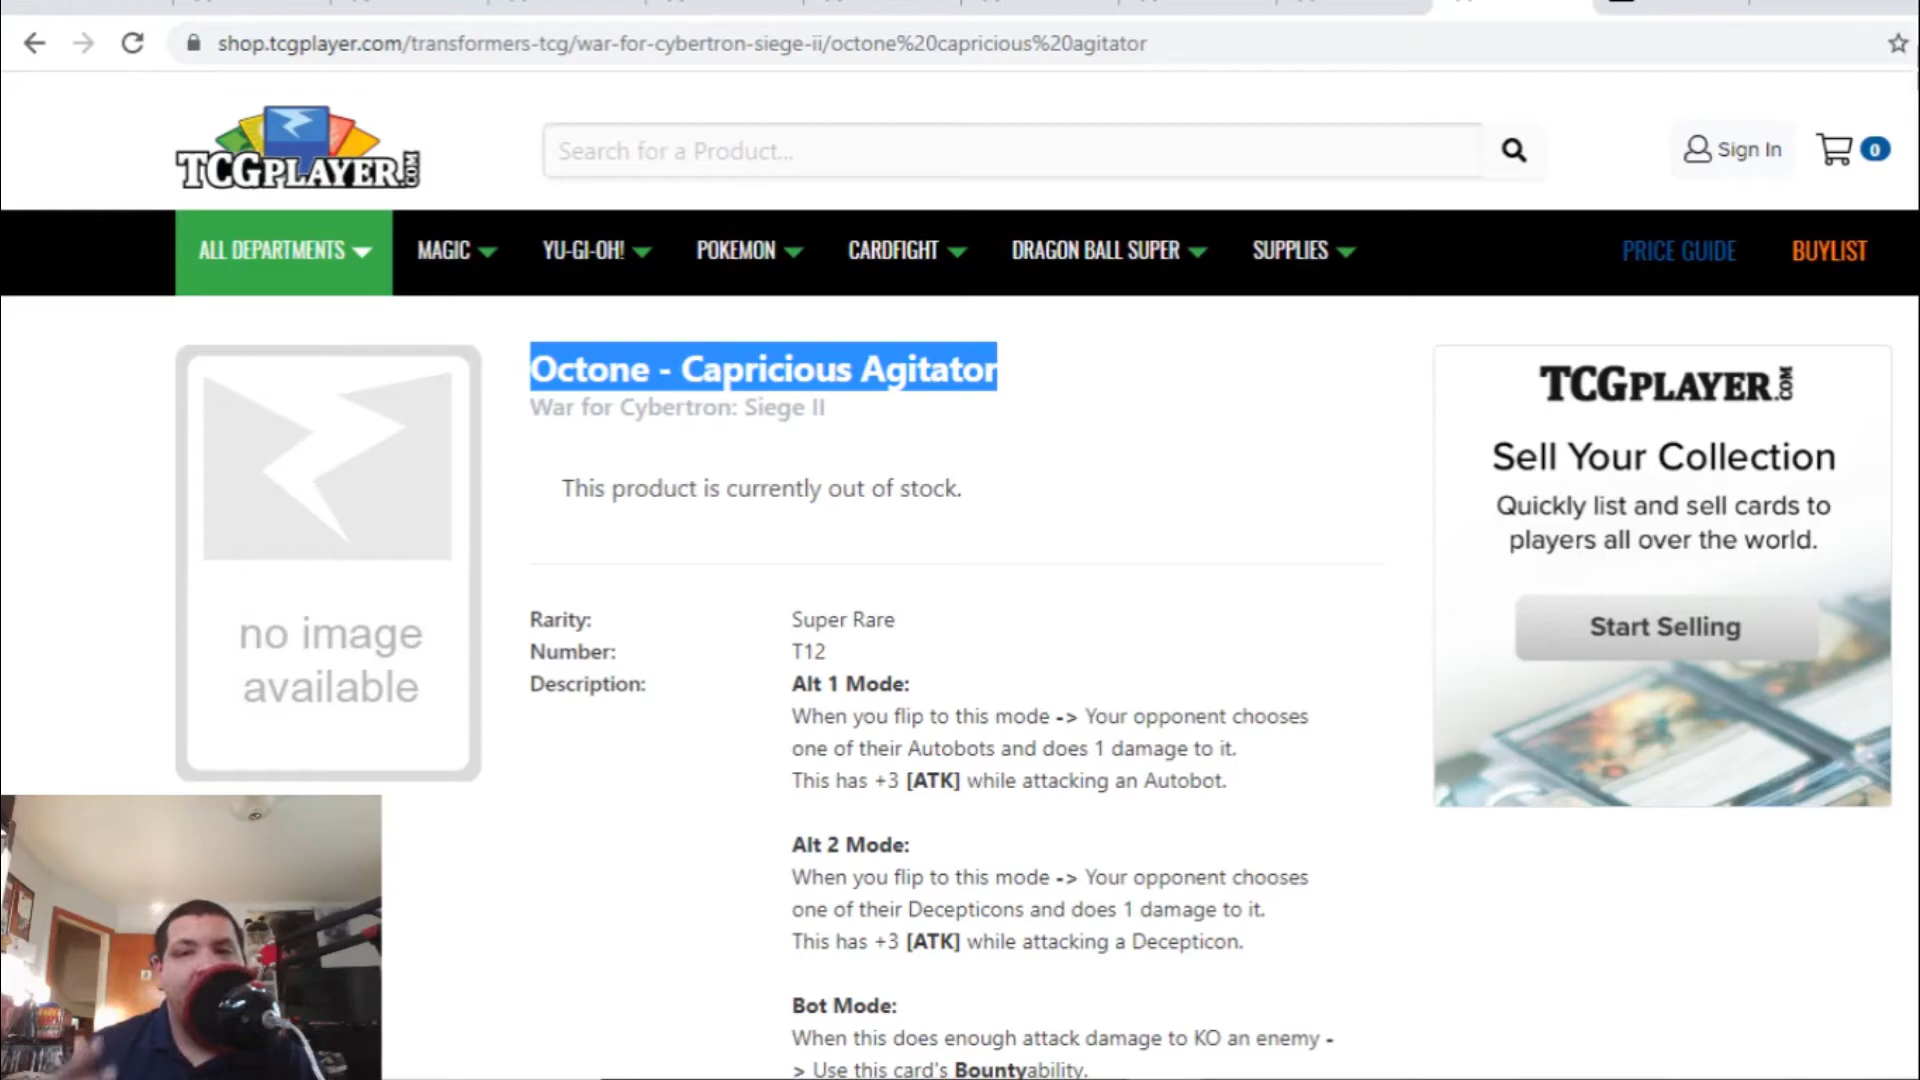 shop.tcgplayer.com/transformers-tcg/war-for-cybertron-siege-ii/octone%20capricious%20agitator
TCGPLAYER.COM
Search for a Product...
Sign In
0
ALL DEPARTMENTS
MAGIC
YU-GI-OH!
POKEMON
CARDFIGHT
DRAGON BALL SUPER
SUPPLIES
PRICE GUIDE
BUYLIST
Octone - Capricious Agitator
War for Cybertron: Siege II
This product is currently out of stock.
no image
available
Rarity: Super Rare
Number: T12
Description: Alt 1 Mode:
When you flip to this mode -> Your opponent chooses
one of their Autobots and does 1 damage to it.
This has +3 [ATK] while attacking an Autobot.
Alt 2 Mode:
When you flip to this mode -> Your opponent chooses
one of their Decepticons and does 1 damage to it.
This has +3 [ATK] while attacking a Decepticon.
Bot Mode:
When this does enough attack damage to KO an enemy -
> Use this card's Bountyability.
TCGPLAYER.COM
Sell Your Collection
Quickly list and sell cards to
players all over the world.
Start Selling